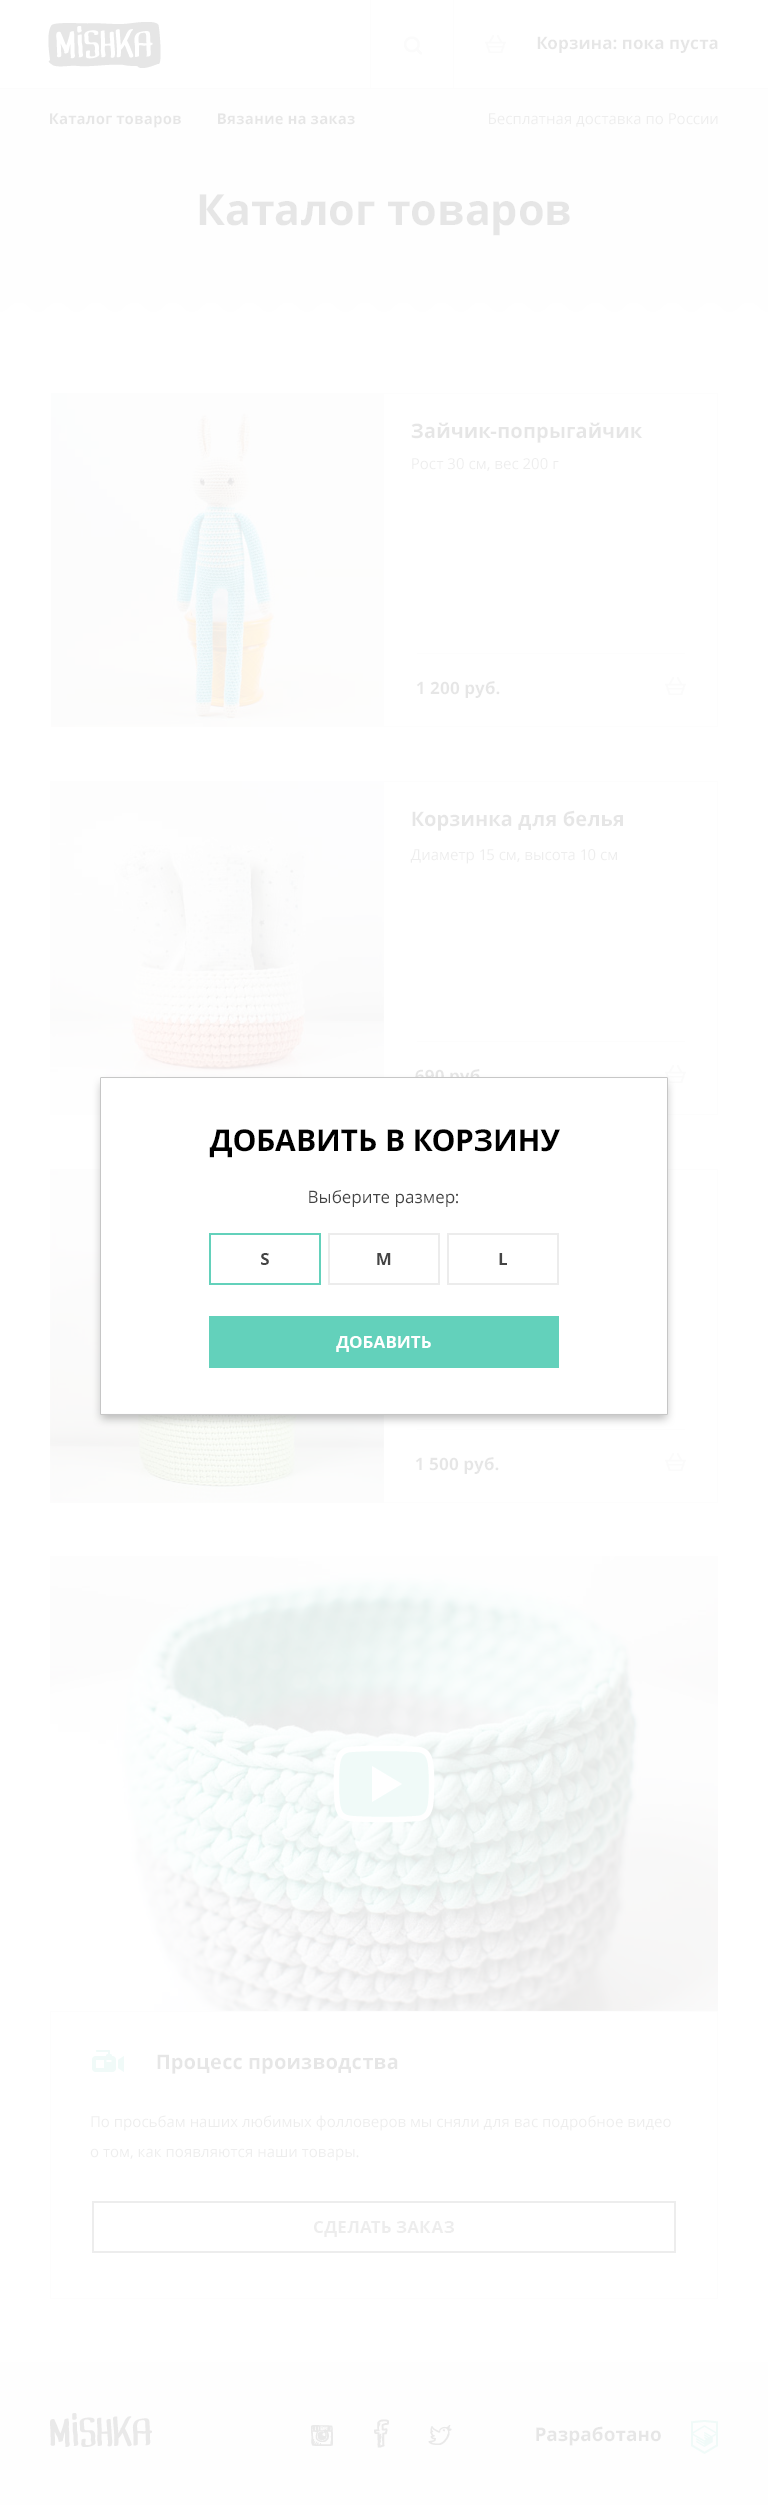 MiSHKA
Корзина: пока пуста
Каталог товаров
Вязание на заказ
Бесплатная доставка по России
Каталог товаров
Зайчик-попрыгайчик
Рост 30 см, вес 200 г
1 200 руб.
Корзинка для белья
Диаметр 15 см, высота 10 см
690 руб.
ДОБАВИТЬ В КОРЗИНУ
Выберите размер:
S
M
L
ДОБАВИТЬ
1 500 руб.
Процесс производства
По просьбам наших любимых фолловеров мы сняли для вас подробное видео
о том, как появляются наши товары.
СДЕЛАТЬ ЗАКАЗ
MiSHKA
Разработано